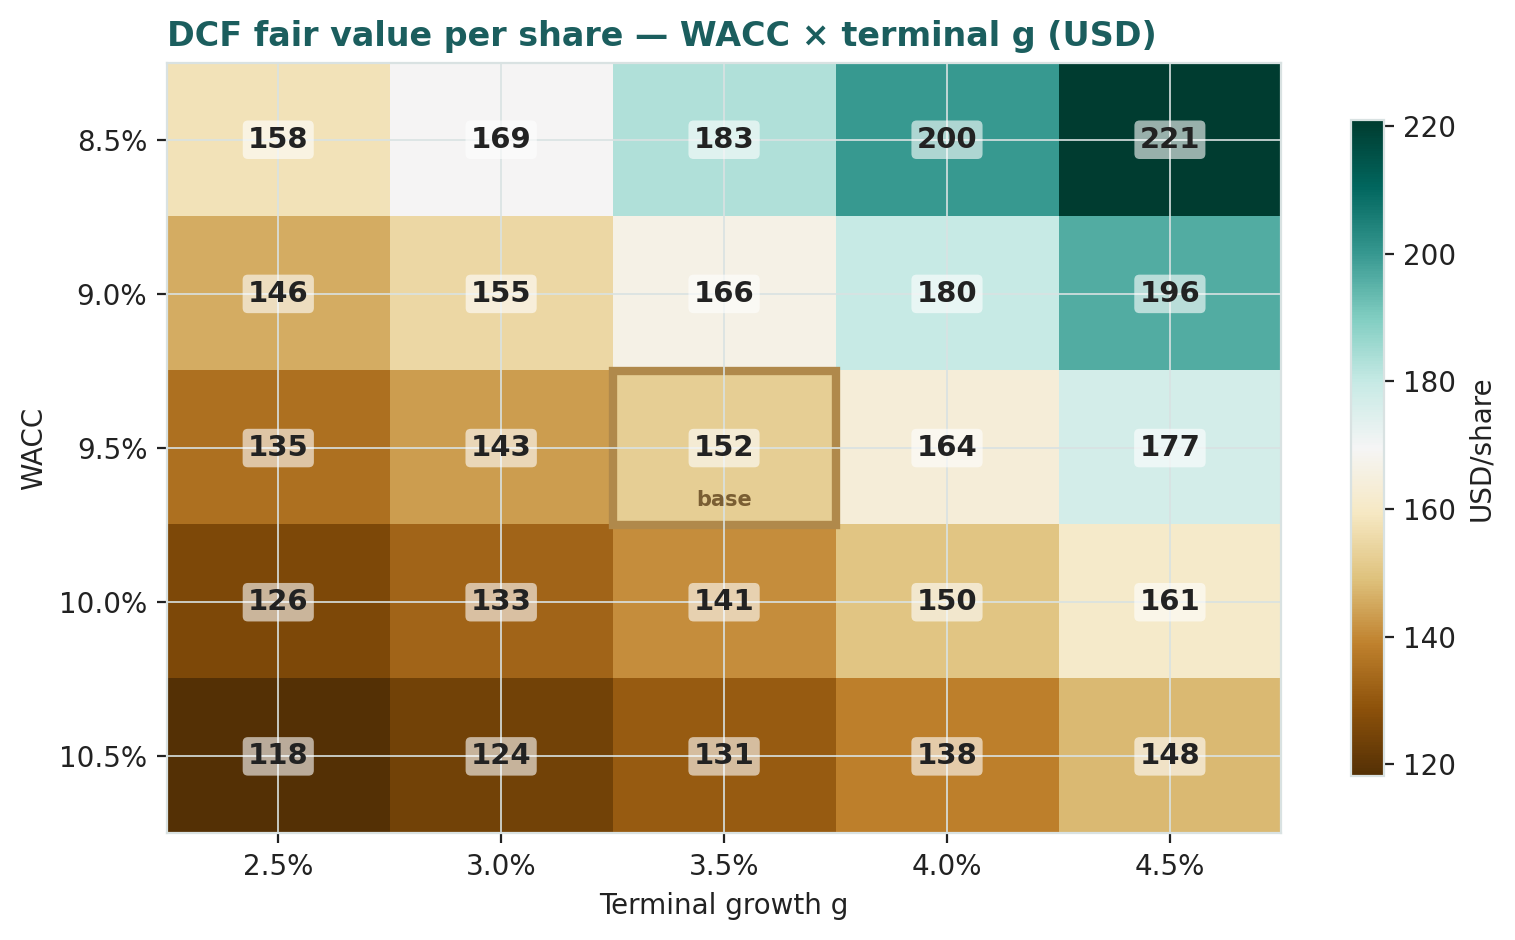 DCF fair value per share — WACC × terminal g (USD)
8.5% 158 169 183 200 221
9.0% 146 155 166 180 196
9.5% 135 143 152 164 177
base
10.0% 126 133 141 150 161
10.5% 118 124 131 138 148
2.5% 3.0% 3.5% 4.0% 4.5%
Terminal growth g
WACC
220
200
180
160
140
120
USD/share